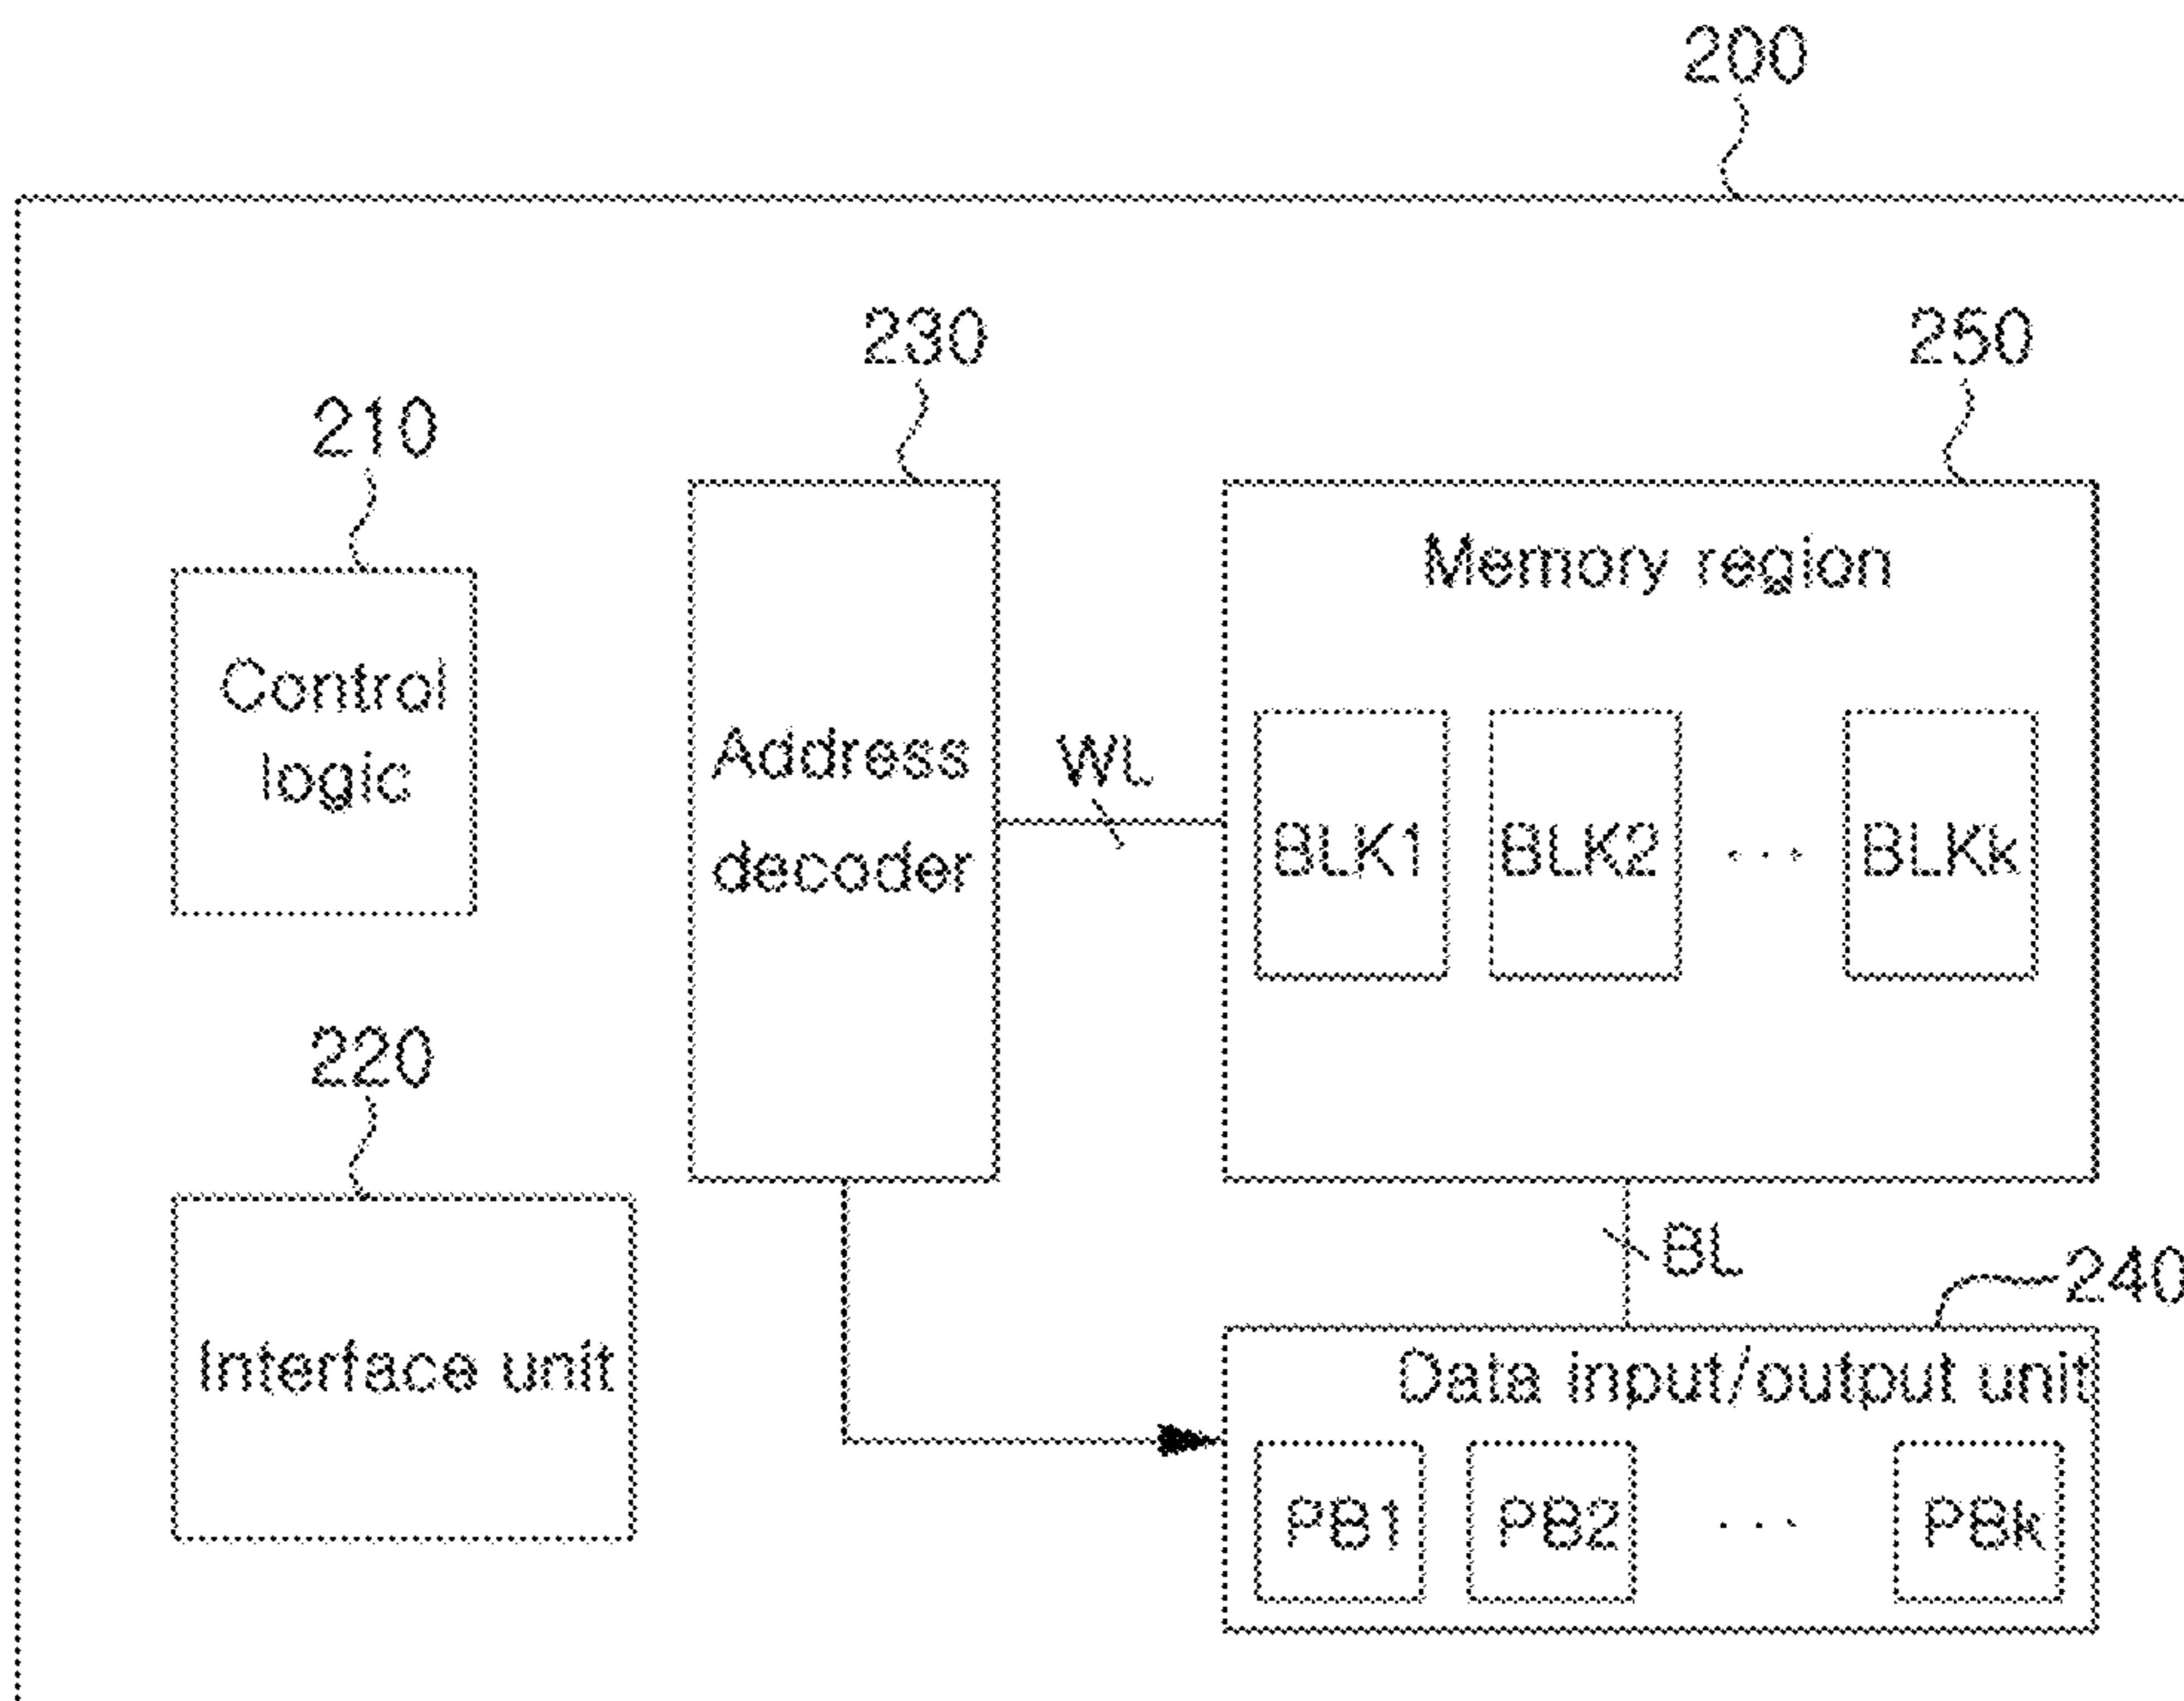 200
230
250
210
Memory region
Control
logic
Address
decoder
WL
BLK1
BLK2
...
BLKk
220
BL
240
Interface unit
Data input/output unit
PB1
PB2
...
PBk